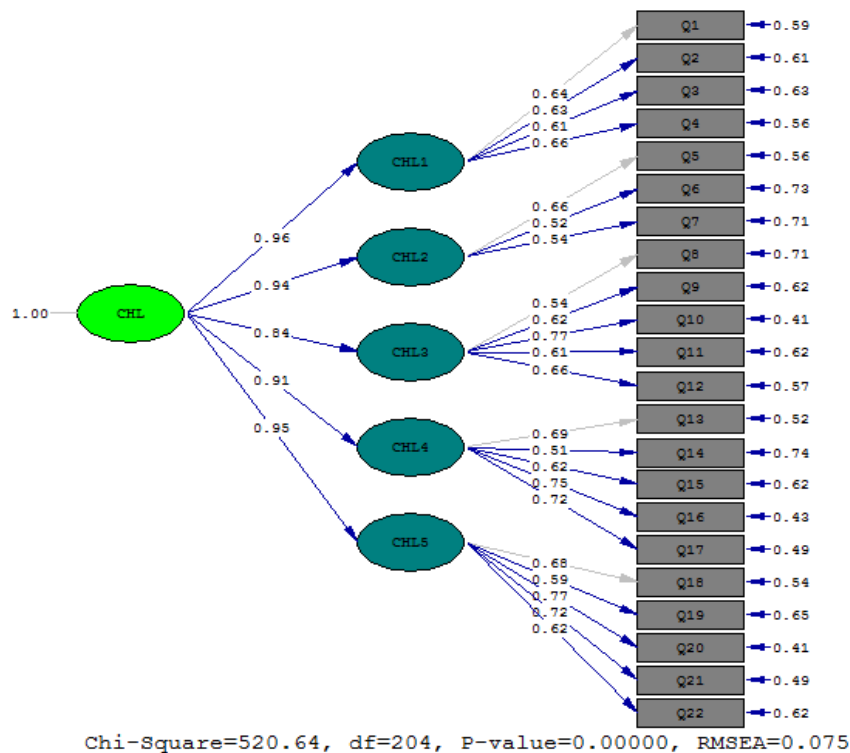 Q1
0.59
Q2
0.61
Q3
0.63
Q4
0.56
Q5
0.56
Q6
0.73
Q7
0.71
Q8
0.71
Q9
0.62
Q10
0.41
Q11
0.62
Q12
0.57
Q13
0.52
Q14
0.74
Q15
0.62
Q16
0.43
Q17
0.49
Q18
0.54
Q19
0.65
Q20
0.41
Q21
0.49
Q22
0.62
0.64
0.63
0.61
0.66
0.66
0.52
0.54
0.54
0.62
0.77
0.61
0.66
0.69
0.51
0.62
0.75
0.72
0.68
0.59
0.77
0.72
0.62
CHL1
CHL2
CHL3
CHL4
CHL5
0.96
0.94
0.84
0.91
0.95
1.00
CHL
Chi-Square=520.64, df=204, P-value=0.00000, RMSEA=0.075